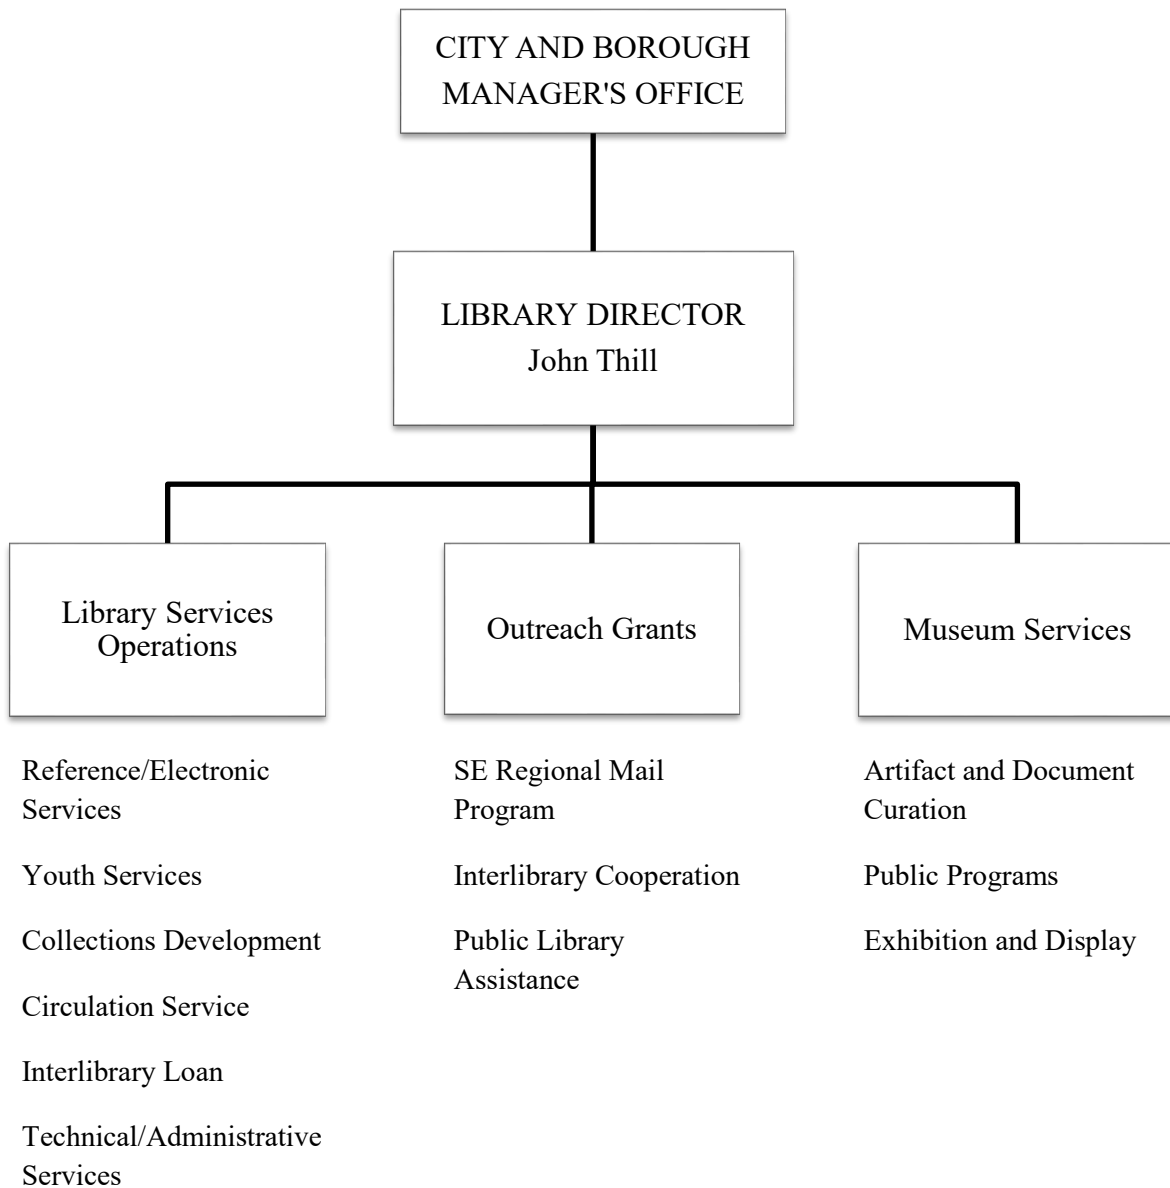 CITY AND BOROUGH
MANAGER'S OFFICE
LIBRARY DIRECTOR
John Thill
Library Services
Operations
Outreach Grants
Museum Services
Reference/Electronic
Services
Youth Services
Collections Development
Circulation Service
Interlibrary Loan
Technical/Administrative
Services
SE Regional Mail
Program
Interlibrary Cooperation
Public Library
Assistance
Artifact and Document
Curation
Public Programs
Exhibition and Display